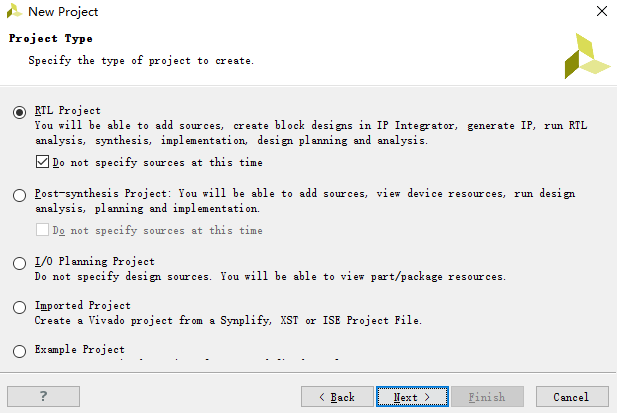 New Project
Project Type
Specify the type of project to create.
RTL Project
You will be able to add sources, create block designs in IP Integrator, generate IP, run RTL
analysis, synthesis, implementation, design planning and analysis.
Do not specify sources at this time
Post-synthesis Project: You will be able to add sources, view device resources, run design
analysis, planning and implementation.
Do not specify sources at this time
I/O Planning Project
Do not specify design sources. You will be able to view part/package resources.
Imported Project
Create a Vivado project from a Synplify, XST or ISE Project File.
Example Project
? < Back Next > Finish Cancel